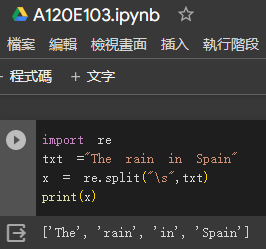 A120E103.ipynb
檔案 編輯 檢視畫面 插入 執行階段
+ 程式碼 + 文字
import re
txt ="The rain in Spain"
x = re.split("\s",txt)
print(x)
['The', 'rain', 'in', 'Spain']